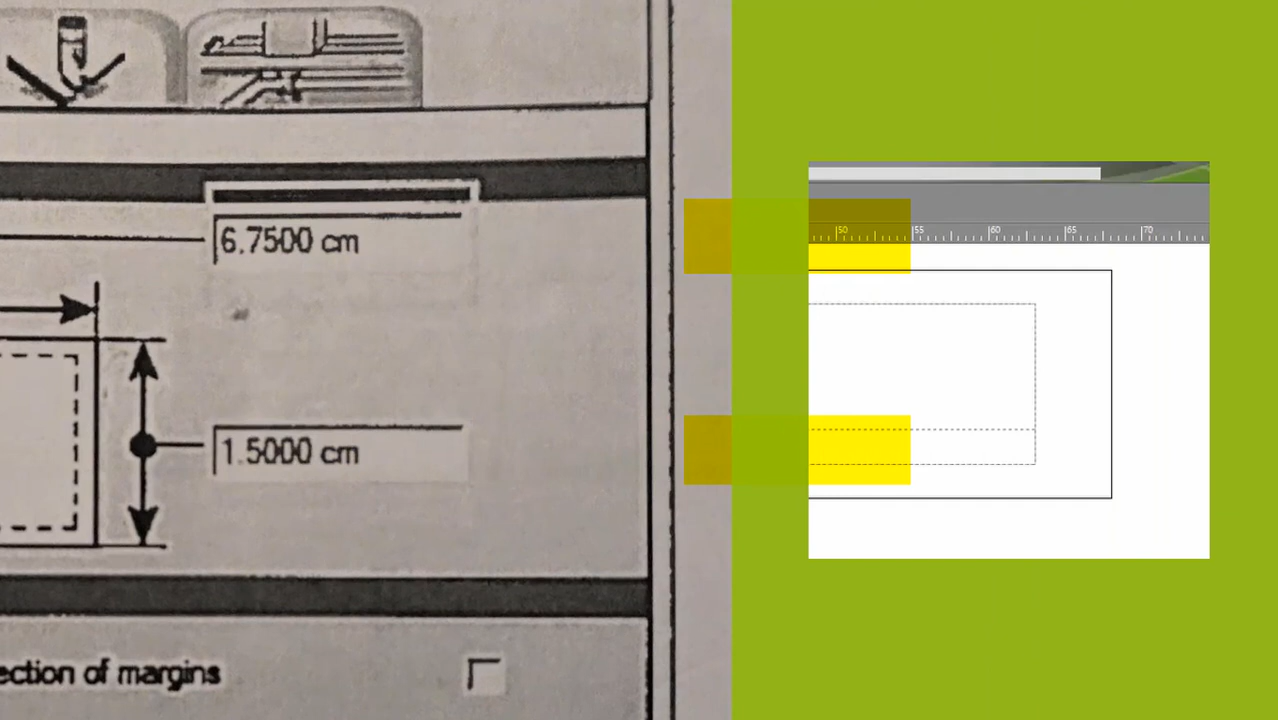 6.7500 cm
1.5000 cm
ection of margins
50 55 60 65 70